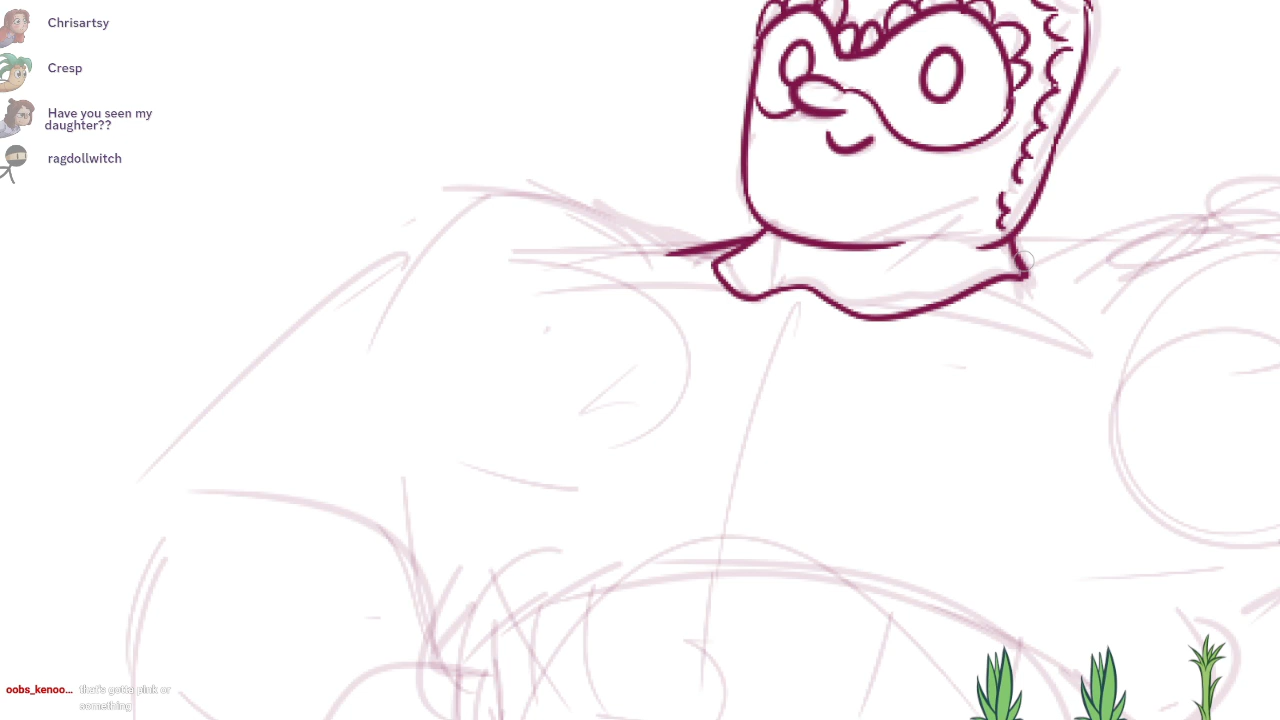 Chrisartsy
Cresp
Have you seen my
daughter??
ragdollwitch
oobs_kenoo... that's gotta pink or
something